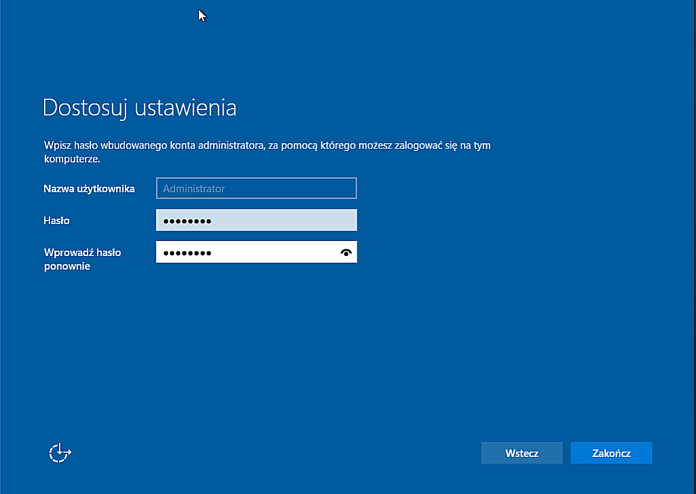 Dostosuj ustawienia
Wpisz hasło wbudowanego konta administratora, za pomocą którego możesz zalogować się na tym
komputerze.
Nazwa użytkownika
Administrator
Hasło
••••••••
Wprowadź hasło
ponownie
••••••••
Wstecz
Zakończ